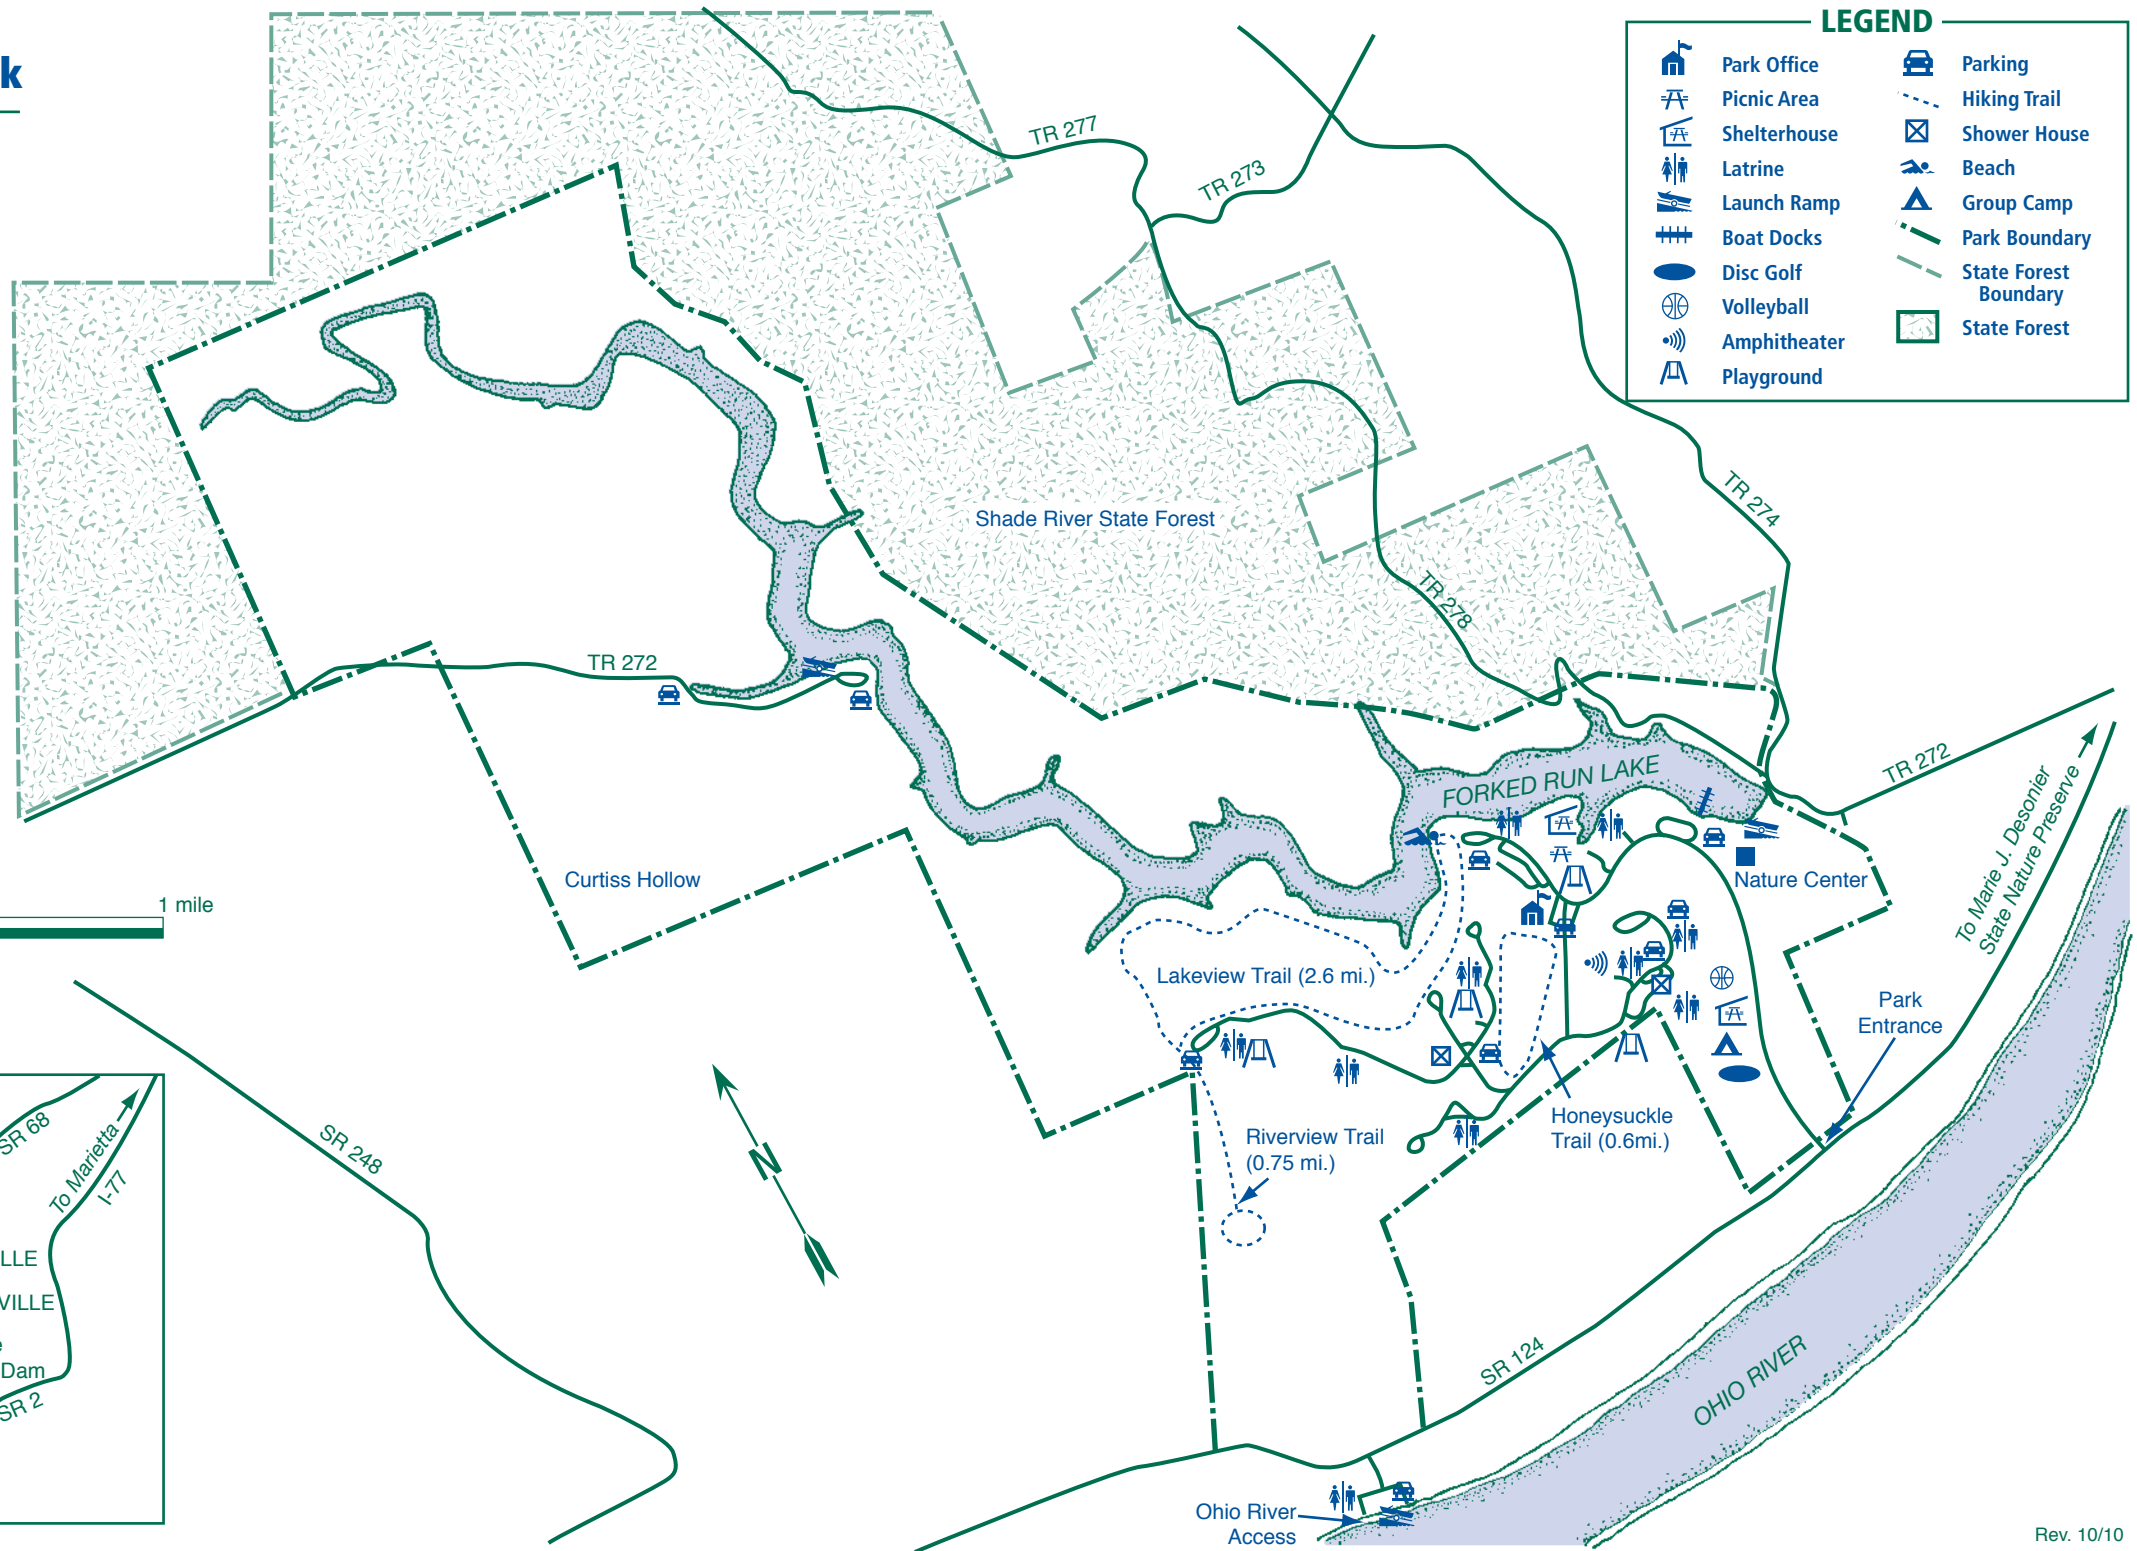 k
LEGEND
Park Office
Picnic Area
Shelterhouse
Latrine
Launch Ramp
Boat Docks
Disc Golf
Volleyball
Amphitheater
Playground
Parking
Hiking Trail
Shower House
Beach
Group Camp
Park Boundary
State Forest
Boundary
State Forest
TR 277
TR 273
TR 274
Shade River State Forest
TR 278
TR 272
FORKED RUN LAKE
TR 272
To Marie J. Desonier
State Nature Preserve
Curtiss Hollow
Nature Center
1 mile
Lakeview Trail (2.6 mi.)
Park
Entrance
N
Honeysuckle
Trail (0.6mi.)
Riverview Trail
(0.75 mi.)
SR 248
SR 68
To Marietta
I-77
LLE
VILLE
e
Dam
SR 2
SR 124
OHIO RIVER
Ohio River
Access
Rev. 10/10